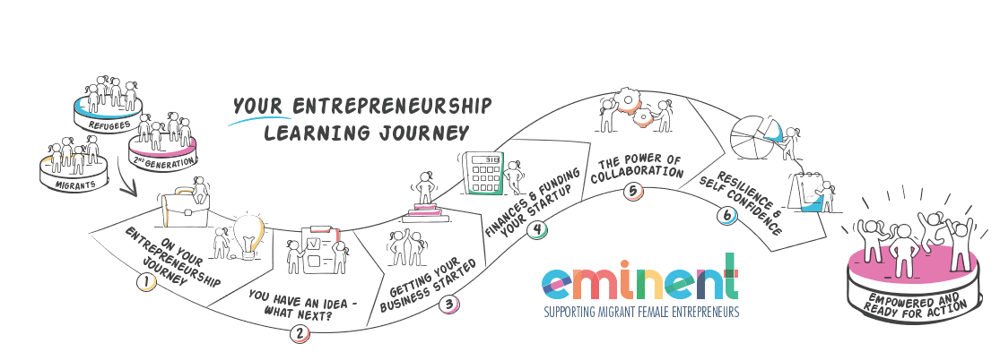 YOUR ENTREPRENEURSHIP
LEARNING JOURNEY
REFUGEES
2ND GENERATION
MIGRANTS
ON YOUR
ENTREPRENEURSHIP
JOURNEY
1
YOU HAVE AN IDEA -
WHAT NEXT?
2
GETTING YOUR
BUSINESS STARTED
3
318
FINANCES & FUNDING
YOUR STARTUP
4
THE POWER OF
COLLABORATION
5
RESILIENCE &
SELF CONFIDENCE
6
eminent
SUPPORTING MIGRANT FEMALE ENTREPRENEURS
EMPOWERED AND
READY FOR ACTION